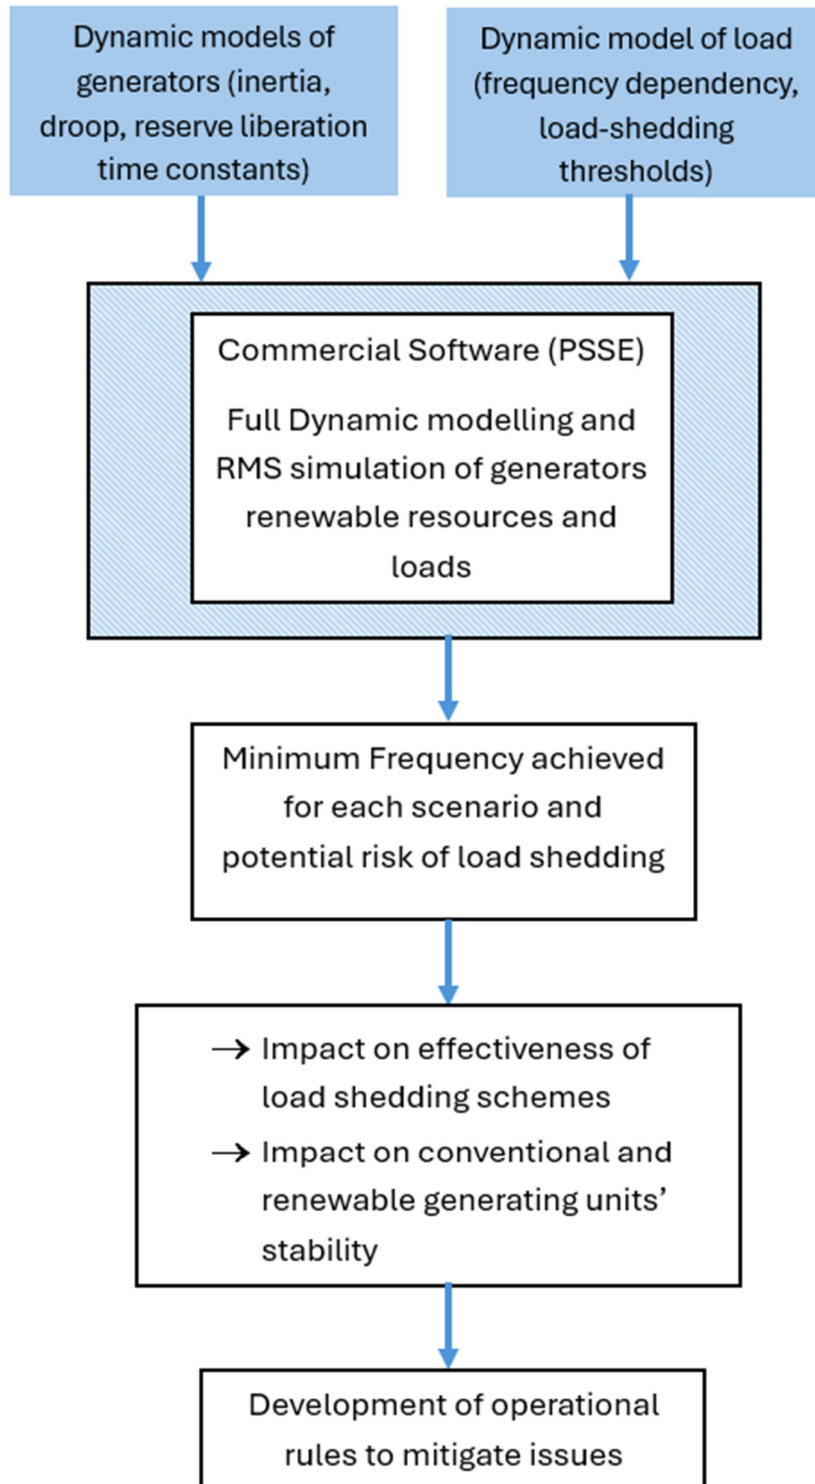 Dynamic models of
generators (inertia,
droop, reserve liberation
time constants)
Dynamic model of load
(frequency dependency,
load-shedding
thresholds)
Commercial Software (PSSE)
Full Dynamic modelling and
RMS simulation of generators
renewable resources and
loads
Minimum Frequency achieved
for each scenario and
potential risk of load shedding
→ Impact on effectiveness of
load shedding schemes
→ Impact on conventional and
renewable generating units’
stability
Development of operational
rules to mitigate issues